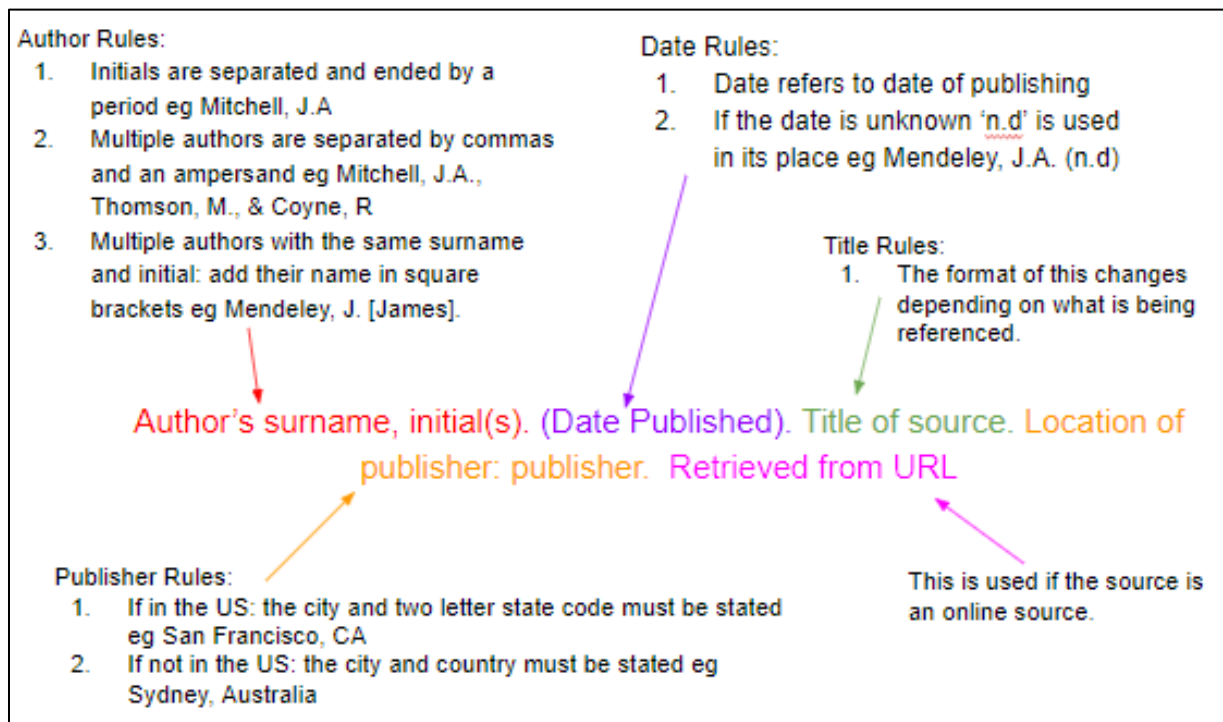 Author Rules:
1. Initials are separated and ended by a
period eg Mitchell, J.A
2. Multiple authors are separated by commas
and an ampersand eg Mitchell, J.A.,
Thomson, M., & Coyne, R
3. Multiple authors with the same surname
and initial: add their name in square
brackets eg Mendeley, J. [James].
Date Rules:
1. Date refers to date of publishing
2. If the date is unknown ‘n.d’ is used
in its place eg Mendeley, J.A. (n.d)
Title Rules:
1. The format of this changes
depending on what is being
referenced.
Author’s surname, initial(s). (Date Published). Title of source. Location of
publisher: publisher. Retrieved from URL
Publisher Rules:
1. If in the US: the city and two letter state code must be stated
eg San Francisco, CA
2. If not in the US: the city and country must be stated eg
Sydney, Australia
This is used if the source is
an online source.